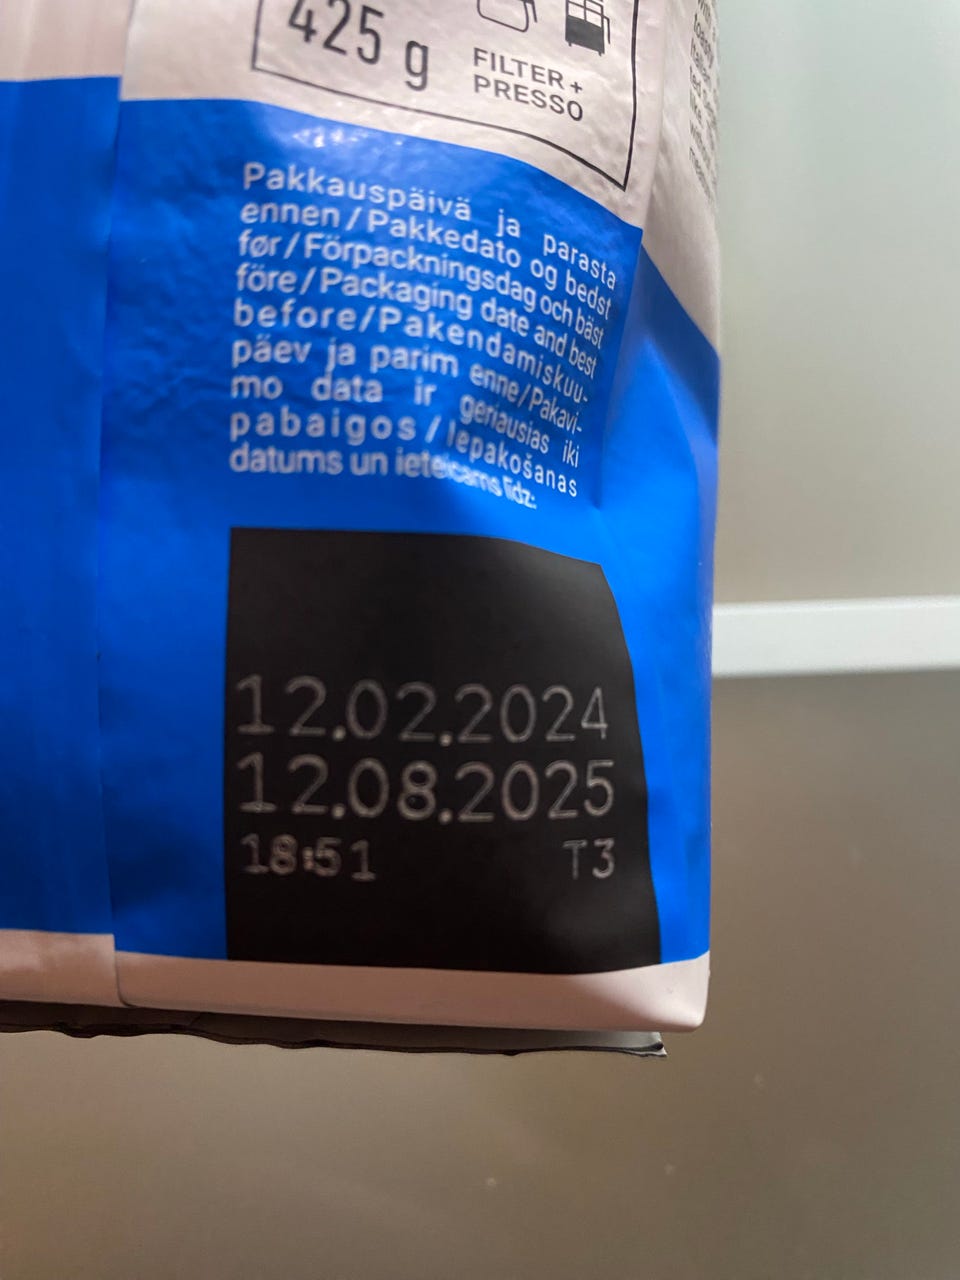 425 g
FILTER +
PRESSO
Pakkauspäivä ja parasta
ennen / Pakkedato og bedst
før / Förpackningsdag och bäst
före / Packaging date and best
before / Pakendamiskuu-
päev ja parim enne / Pakavi-
mo data ir geriausias iki
pabaigos / Iepakošanas
datums un ieteicams līdz:
12.02.2024
12.08.2025
18:51 T3